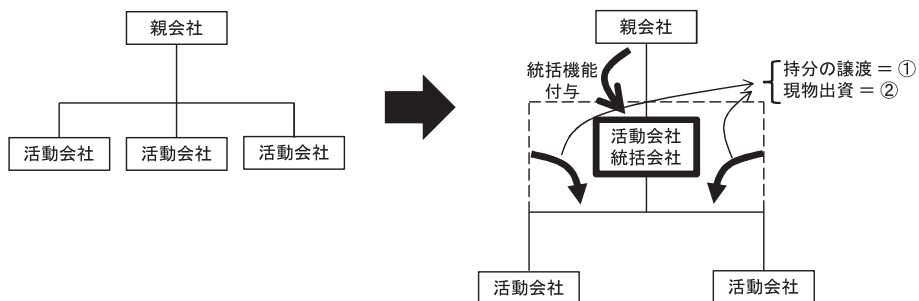 親会社
活動会社
活動会社
活動会社
親会社
統括機能
付与
持分の譲渡 = ①
現物出資 = ②
活動会社
統括会社
活動会社
活動会社